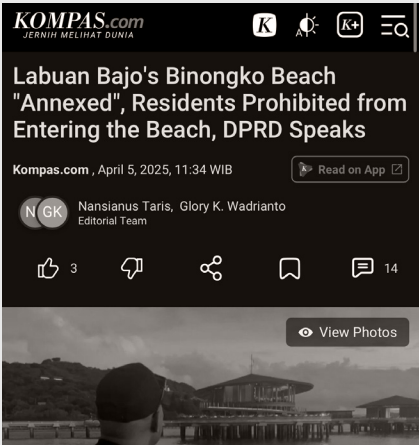 KOMPAS.com
JERNIH MELIHAT DUNIA
K
A
K+
Labuan Bajo's Binongko Beach
"Annexed", Residents Prohibited from
Entering the Beach, DPRD Speaks
Kompas.com , April 5, 2025, 11:34 WIB
Read on App
N GK
Nansianus Taris, Glory K. Wadrianto
Editorial Team
3
14
View Photos